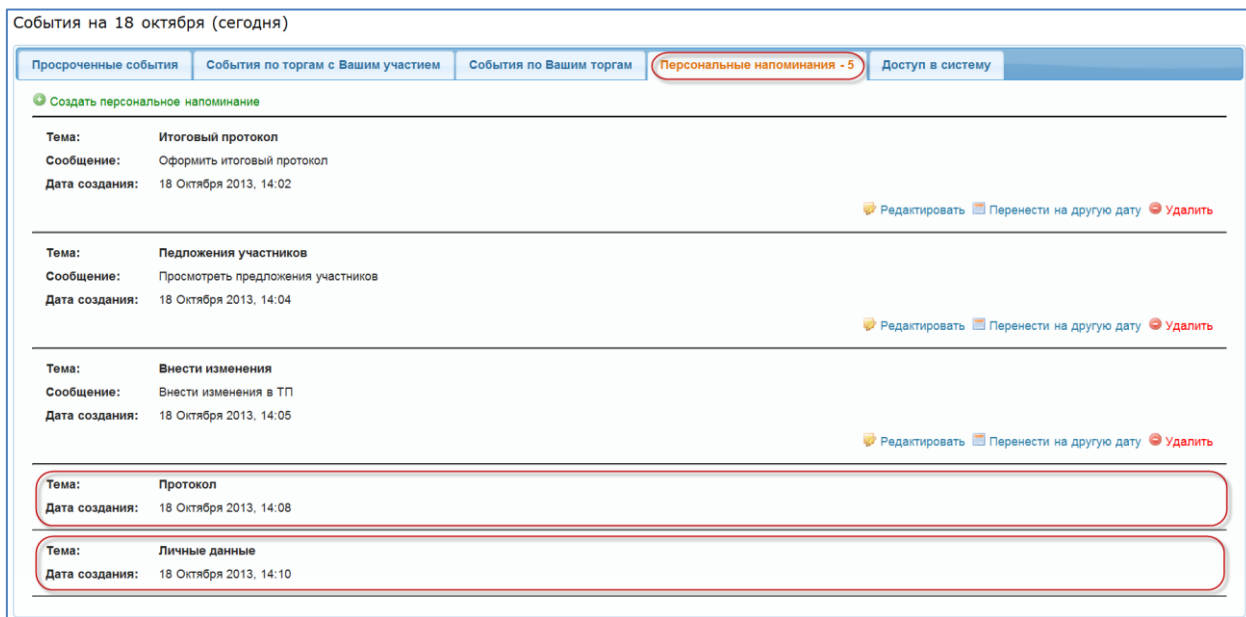 События на 18 октября (сегодня)
Просроченные события События по торгам с Вашим участием События по Вашим торгам Персональные напоминания - 5 Доступ в систему
Создать персональное напоминание
Тема: Итоговый протокол
Сообщение: Оформить итоговый протокол
Дата создания: 18 Октября 2013, 14:02
Редактировать Перенести на другую дату Удалить
Тема: Педложения участников
Сообщение: Просмотреть предложения участников
Дата создания: 18 Октября 2013, 14:04
Редактировать Перенести на другую дату Удалить
Тема: Внести изменения
Сообщение: Внести изменения в ТП
Дата создания: 18 Октября 2013, 14:05
Редактировать Перенести на другую дату Удалить
Тема: Протокол
Дата создания: 18 Октября 2013, 14:08
Тема: Личные данные
Дата создания: 18 Октября 2013, 14:10